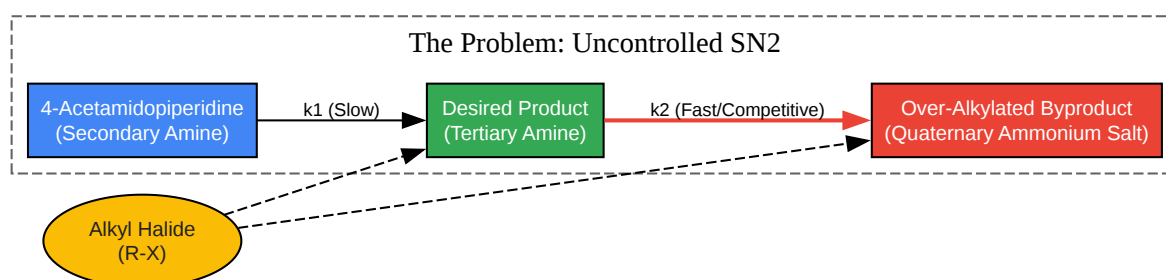 The Problem: Uncontrolled SN2
4-Acetamidopiperidine
(Secondary Amine)
k1 (Slow)
Desired Product
(Tertiary Amine)
k2 (Fast/Competitive)
Over-Alkylated Byproduct
(Quaternary Ammonium Salt)
Alkyl Halide
(R-X)